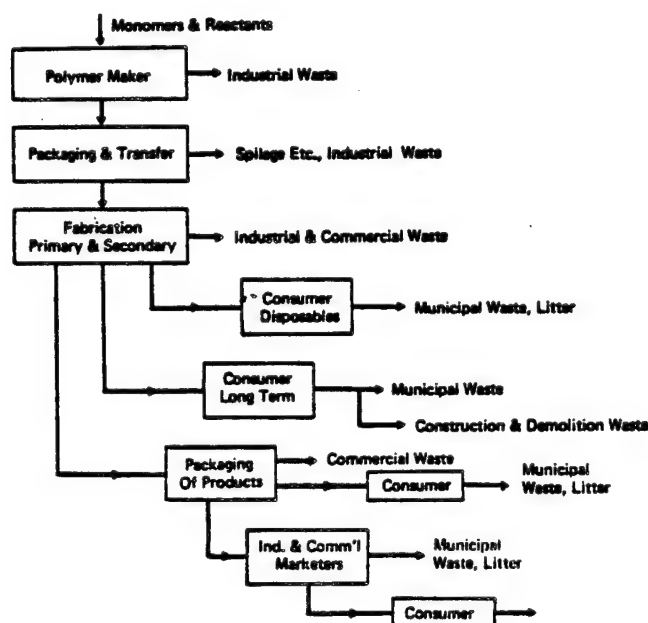 Monomers & Reactants
Polymer Maker
Industrial Waste
Packaging & Transfer
Spilage Etc., Industrial Waste
Fabrication
Primary & Secondary
Industrial & Commercial Waste
Consumer
Disposables
Municipal Waste, Litter
Consumer
Long Term
Municipal Waste
Construction & Demolition Waste
Packaging
Of Products
Commercial Waste
Consumer
Municipal
Waste, Litter
Ind. & Comm'l
Marketers
Municipal
Waste, Litter
Consumer